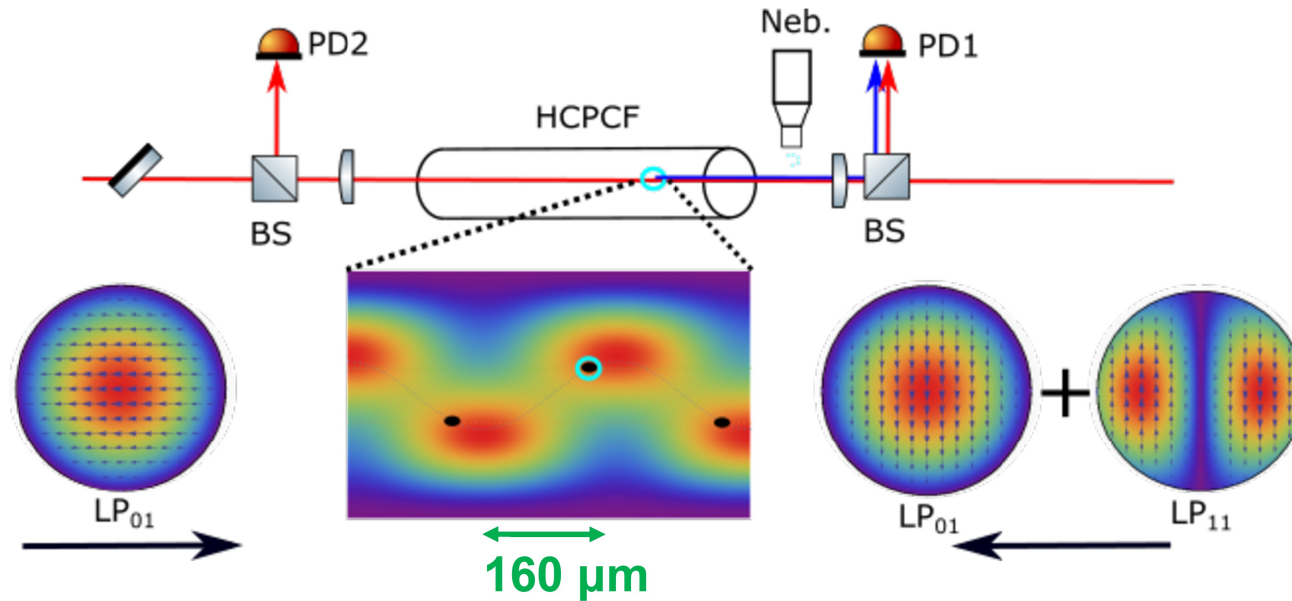 Neb.
PD2
PD1
HCPCF
BS
BS
LP₀₁
LP₀₁
+
LP₁₁
160 µm